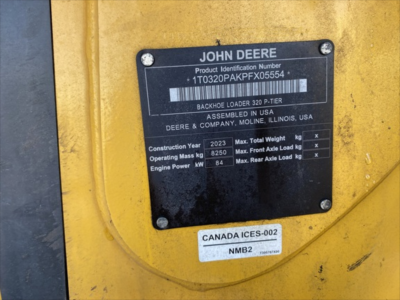 JOHN DEERE
Product Identification Number
*1T0320PAKPFX05554*
BACKHOE LOADER 320 P-TIER
ASSEMBLED IN USA
DEERE & COMPANY, MOLINE, ILLINOIS, USA
Construction Year 2023 Max. Total Weight kg x
Operating Mass kg 8250 Max. Front Axle Load kg x
Engine Power kW 84 Max. Rear Axle Load kg x
CANADA ICES-002
NMB2